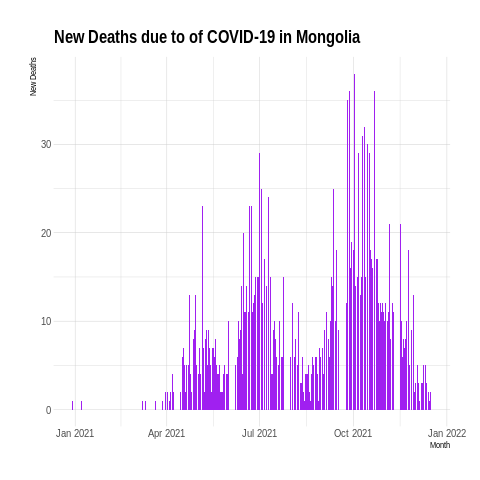 New Deaths due to of COVID-19 in Mongolia
New Deaths
30
20
10
0
Jan 2021 Apr 2021 Jul 2021 Oct 2021 Jan 2022
Month